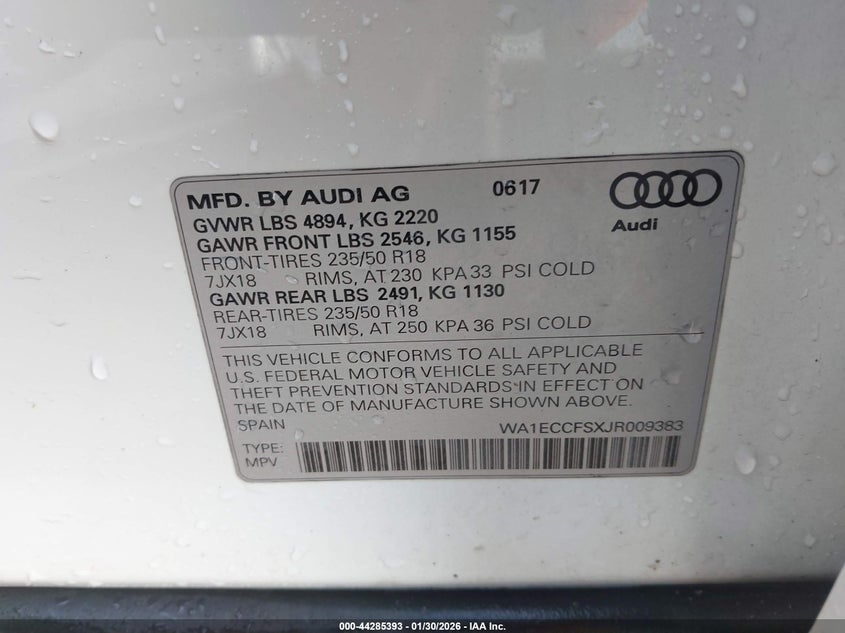 MFD. BY AUDI AG 0617
Audi
GVWR LBS 4894, KG 2220
GAWR FRONT LBS 2546, KG 1155
FRONT-TIRES 235/50 R18
7JX18 RIMS, AT 230 KPA 33 PSI COLD
GAWR REAR LBS 2491, KG 1130
REAR-TIRES 235/50 R18
7JX18 RIMS, AT 250 KPA 36 PSI COLD
THIS VEHICLE CONFORMS TO ALL APPLICABLE
U.S. FEDERAL MOTOR VEHICLE SAFETY AND
THEFT PREVENTION STANDARDS IN EFFECT ON
THE DATE OF MANUFACTURE SHOWN ABOVE.
SPAIN WA1ECCFSXJR009383
TYPE:
MPV
000-44285393 - 01/30/2026 - IAA Inc.